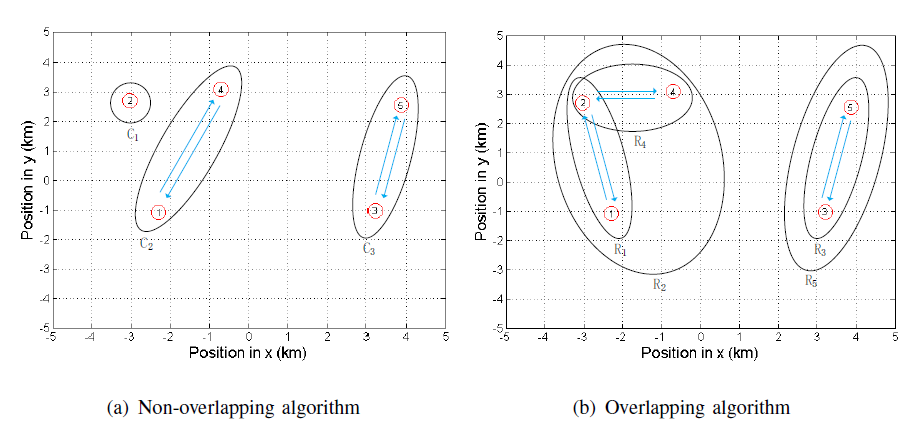 5
4
3
2
1
0
-1
-2
-3
-4
-5
-5 -4 -3 -2 -1 0 1 2 3 4 5
Position in y (km)
Position in x (km)
2
C1
4
1
C2
5
3
C3
(a) Non-overlapping algorithm
5
4
3
2
1
0
-1
-2
-3
-4
-5
-5 -4 -3 -2 -1 0 1 2 3 4 5
Position in y (km)
Position in x (km)
2
4
R4
1
R1
R2
5
3
R3
R5
(b) Overlapping algorithm